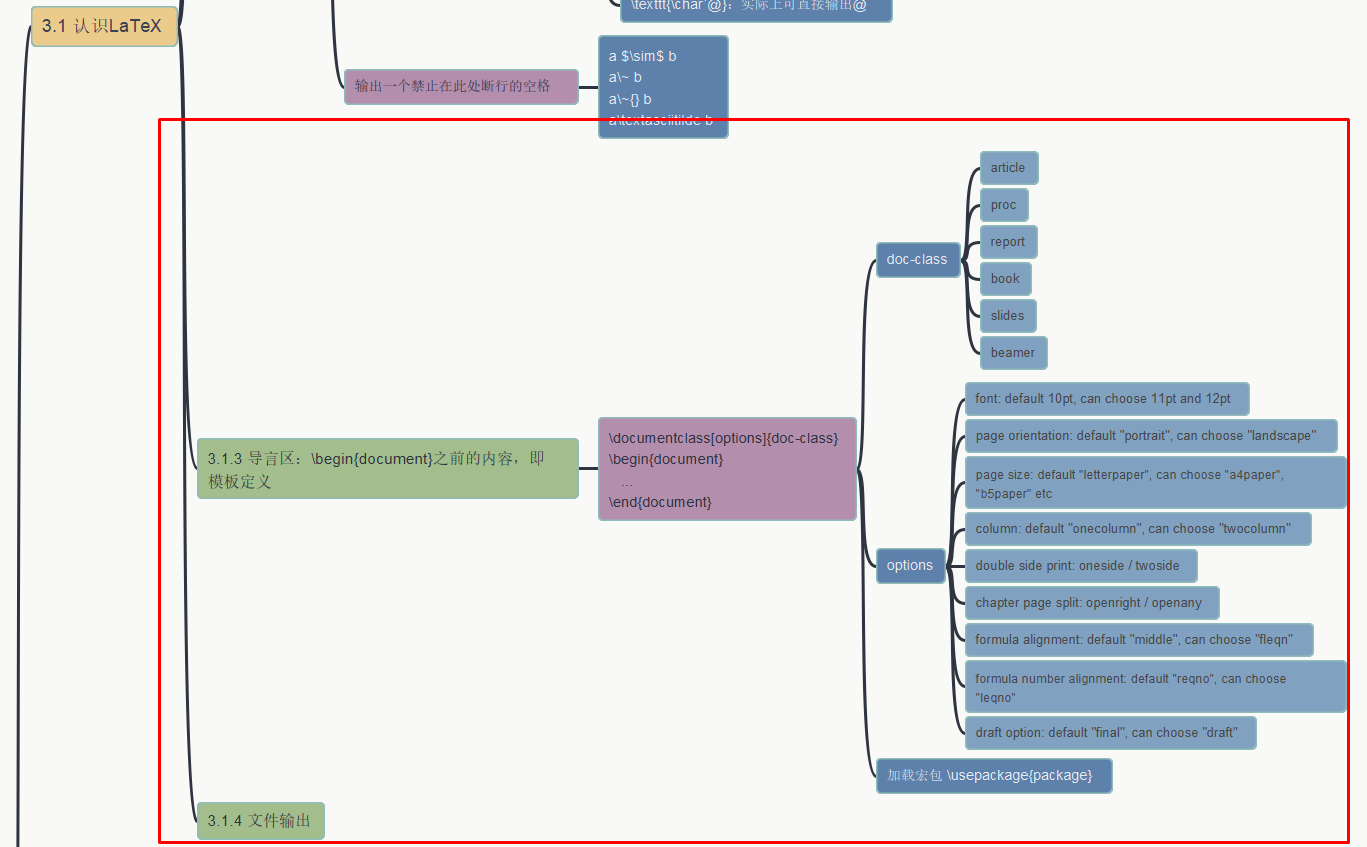 \texttt{\char`@}：实际上可直接输出@
3.1 认识LaTeX
输出一个禁止在此处断行的空格
a $\sim$ b
a\~ b
a\~{} b
a\textasciitilde b
3.1.3 导言区：\begin{document}之前的内容，即
模板定义
\documentclass[options]{doc-class}
\begin{document}
...
\end{document}
doc-class
article
proc
report
book
slides
beamer
options
font: default 10pt, can choose 11pt and 12pt
page orientation: default "portrait", can choose "landscape"
page size: default "letterpaper", can choose "a4paper",
"b5paper" etc
column: default "onecolumn", can choose "twocolumn"
double side print: oneside / twoside
chapter page split: openright / openany
formula alignment: default "middle", can choose "fleqn"
formula number alignment: default "reqno", can choose
"leqno"
draft option: default "final", can choose "draft"
加载宏包 \usepackage{package}
3.1.4 文件输出